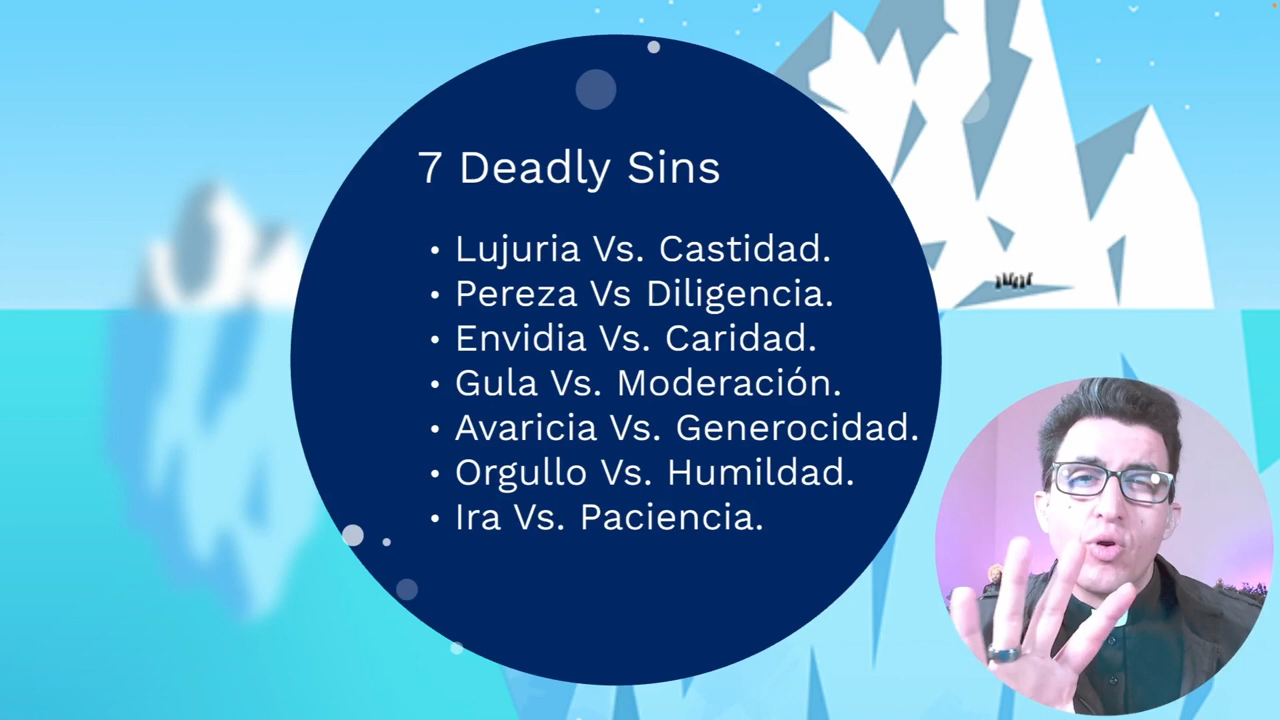 7 Deadly Sins
• Lujuria Vs. Castidad.
• Pereza Vs Diligencia.
• Envidia Vs. Caridad.
• Gula Vs. Moderación.
• Avaricia Vs. Generocidad.
• Orgullo Vs. Humildad.
• Ira Vs. Paciencia.